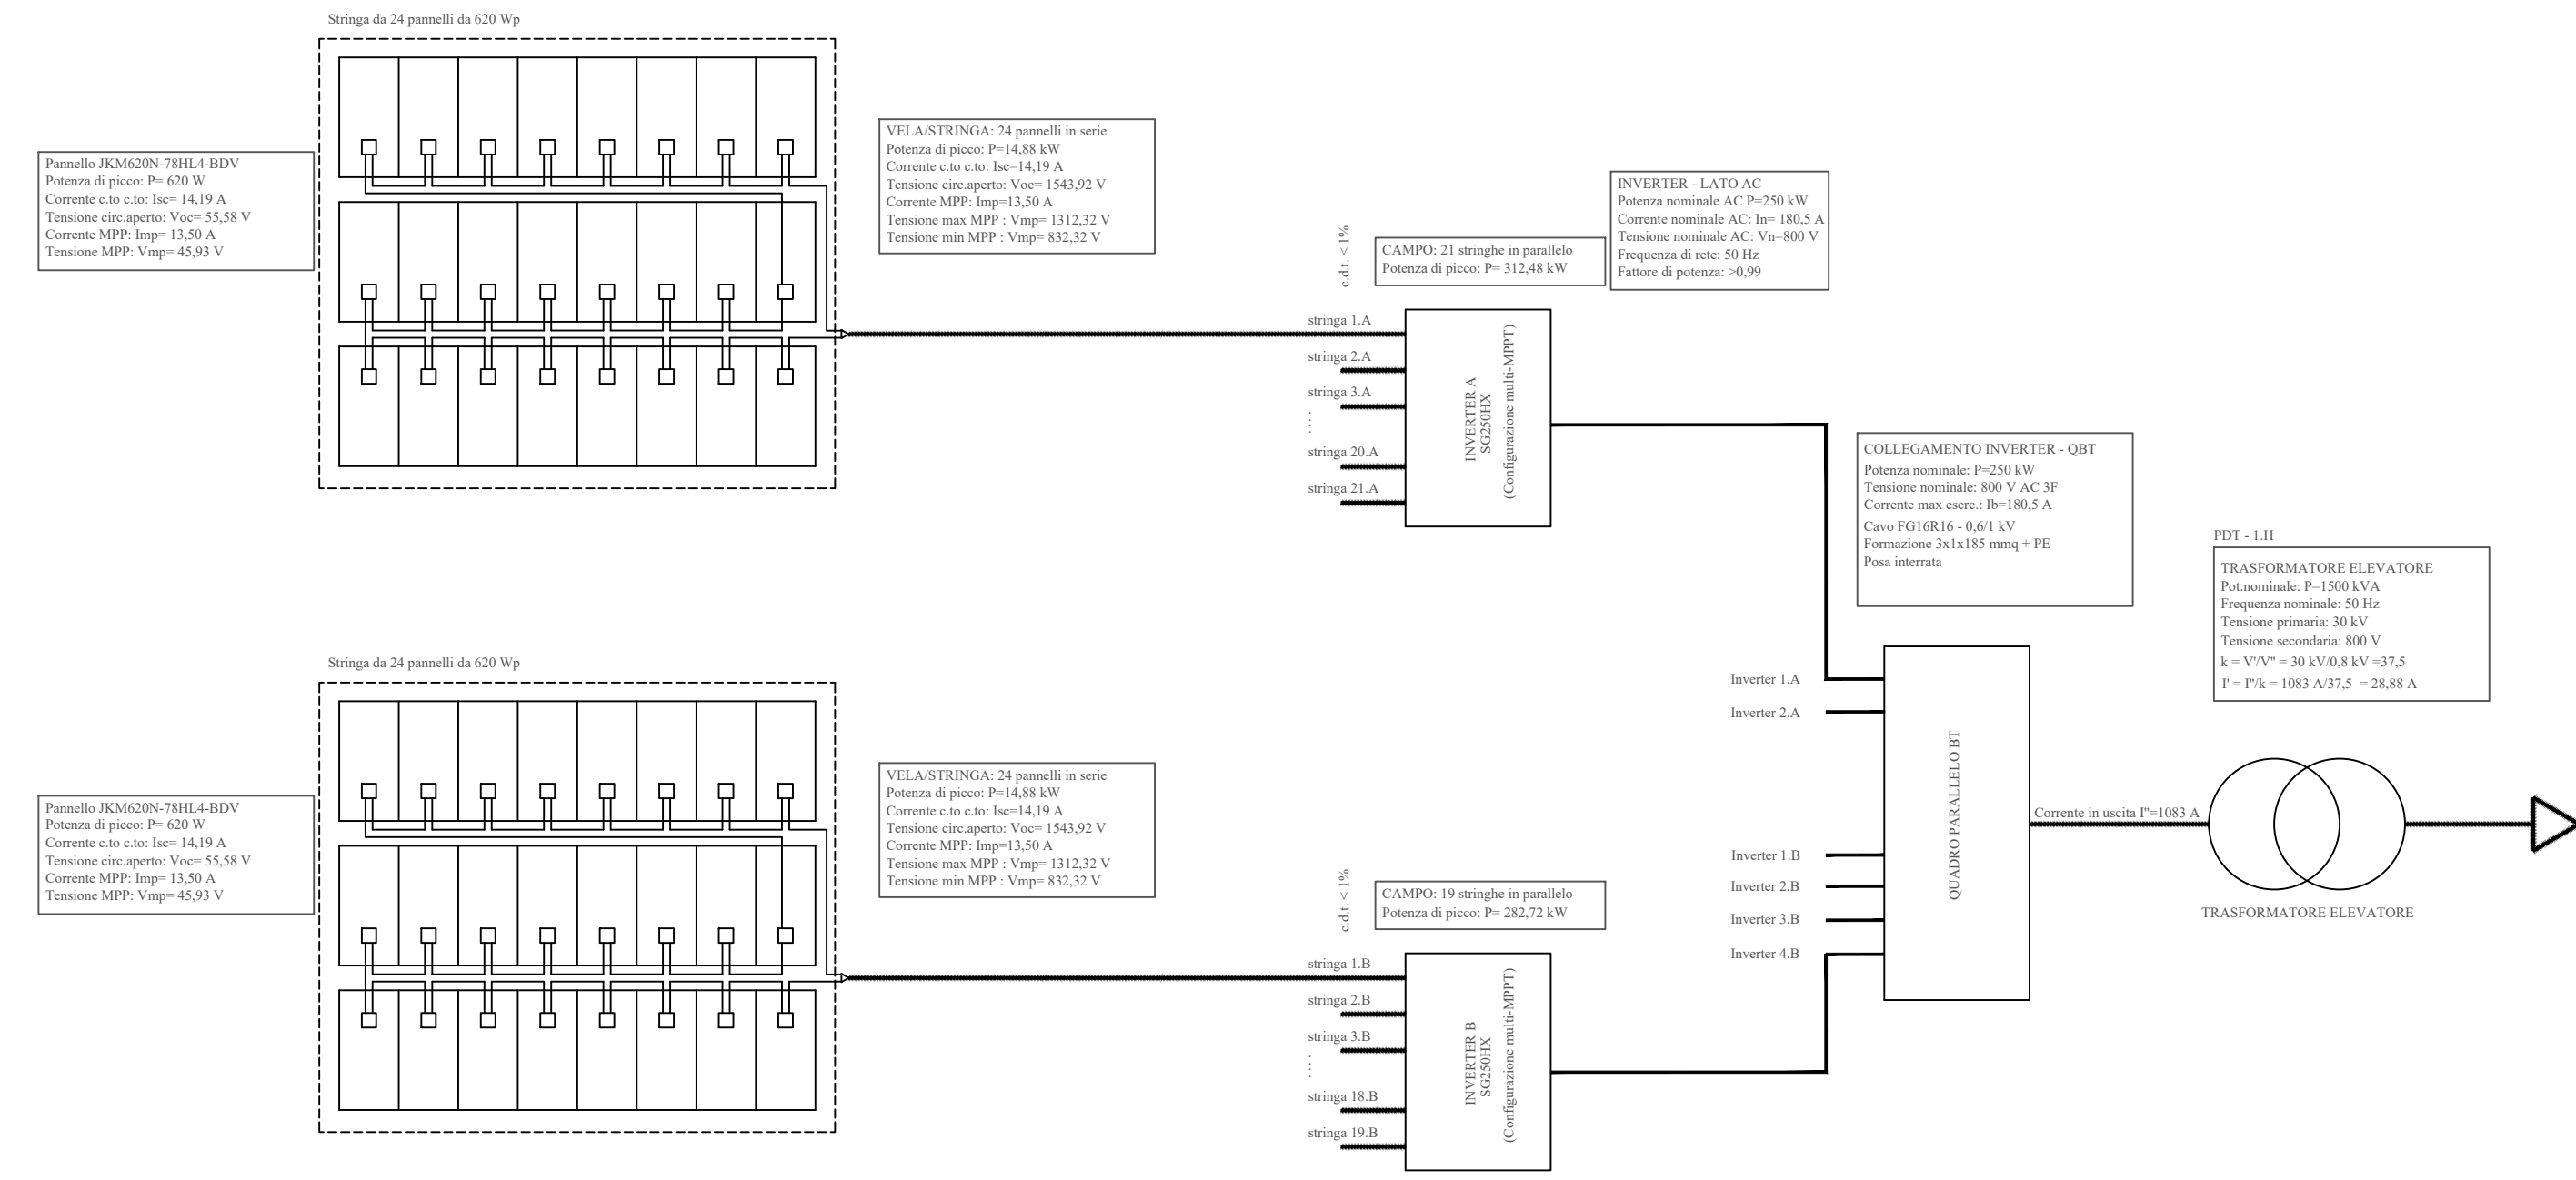 Stringa da 24 pannelli da 620 Wp
Pannello JKM620N-78HL4-BDV
Potenza di picco: P= 620 W
Corrente c.to c.to: Isc= 14,19 A
Tensione circ.aperto: Voc= 55,58 V
Corrente MPP: Imp= 13,50 A
Tensione MPP: Vmp= 45,93 V
VELA/STRINGA: 24 pannelli in serie
Potenza di picco: P=14,88 kW
Corrente c.to c.to: Isc=14,19 A
Tensione circ.aperto: Voc= 1543,92 V
Corrente MPP: Imp=13,50 A
Tensione max MPP : Vmp= 1312,32 V
Tensione min MPP : Vmp= 832,32 V
c.d.t. < 1%
CAMPO: 21 stringhe in parallelo
Potenza di picco: P= 312,48 kW
INVERTER - LATO AC
Potenza nominale AC P=250 kW
Corrente nominale AC: In= 180,5 A
Tensione nominale AC: Vn=800 V
Frequenza di rete: 50 Hz
Fattore di potenza: >0,99
stringa 1.A
stringa 2.A
stringa 3.A
....
stringa 20.A
stringa 21.A
INVERTER A
SG250HX
(Configurazione multi-MPPT)
COLLEGAMENTO INVERTER - QBT
Potenza nominale: P=250 kW
Tensione nominale: 800 V AC 3F
Corrente max eserc.: Ib=180,5 A
Cavo FG16R16 - 0,6/1 kV
Formazione 3x1x185 mmq + PE
Posa interrata
PDT - 1.H
TRASFORMATORE ELEVATORE
Pot.nominale: P=1500 kVA
Frequenza nominale: 50 Hz
Tensione primaria: 30 kV
Tensione secondaria: 800 V
k = V'/V" = 30 kV/0,8 kV =37,5
I' = I"/k = 1083 A/37,5 = 28,88 A
Inverter 1.A
Inverter 2.A
Inverter 1.B
Inverter 2.B
Inverter 3.B
Inverter 4.B
QUADRO PARALLELO BT
Corrente in uscita I"=1083 A
TRASFORMATORE ELEVATORE
Stringa da 24 pannelli da 620 Wp
Pannello JKM620N-78HL4-BDV
Potenza di picco: P= 620 W
Corrente c.to c.to: Isc= 14,19 A
Tensione circ.aperto: Voc= 55,58 V
Corrente MPP: Imp= 13,50 A
Tensione MPP: Vmp= 45,93 V
VELA/STRINGA: 24 pannelli in serie
Potenza di picco: P=14,88 kW
Corrente c.to c.to: Isc=14,19 A
Tensione circ.aperto: Voc= 1543,92 V
Corrente MPP: Imp=13,50 A
Tensione max MPP : Vmp= 1312,32 V
Tensione min MPP : Vmp= 832,32 V
c.d.t. < 1%
CAMPO: 19 stringhe in parallelo
Potenza di picco: P= 282,72 kW
stringa 1.B
stringa 2.B
stringa 3.B
....
stringa 18.B
stringa 19.B
INVERTER B
SG250HX
(Configurazione multi-MPPT)